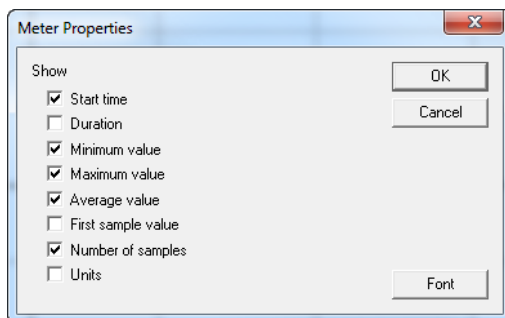 Meter Properties
Show
OK
Start time
Cancel
Duration
Minimum value
Maximum value
Average value
First sample value
Number of samples
Units
Font